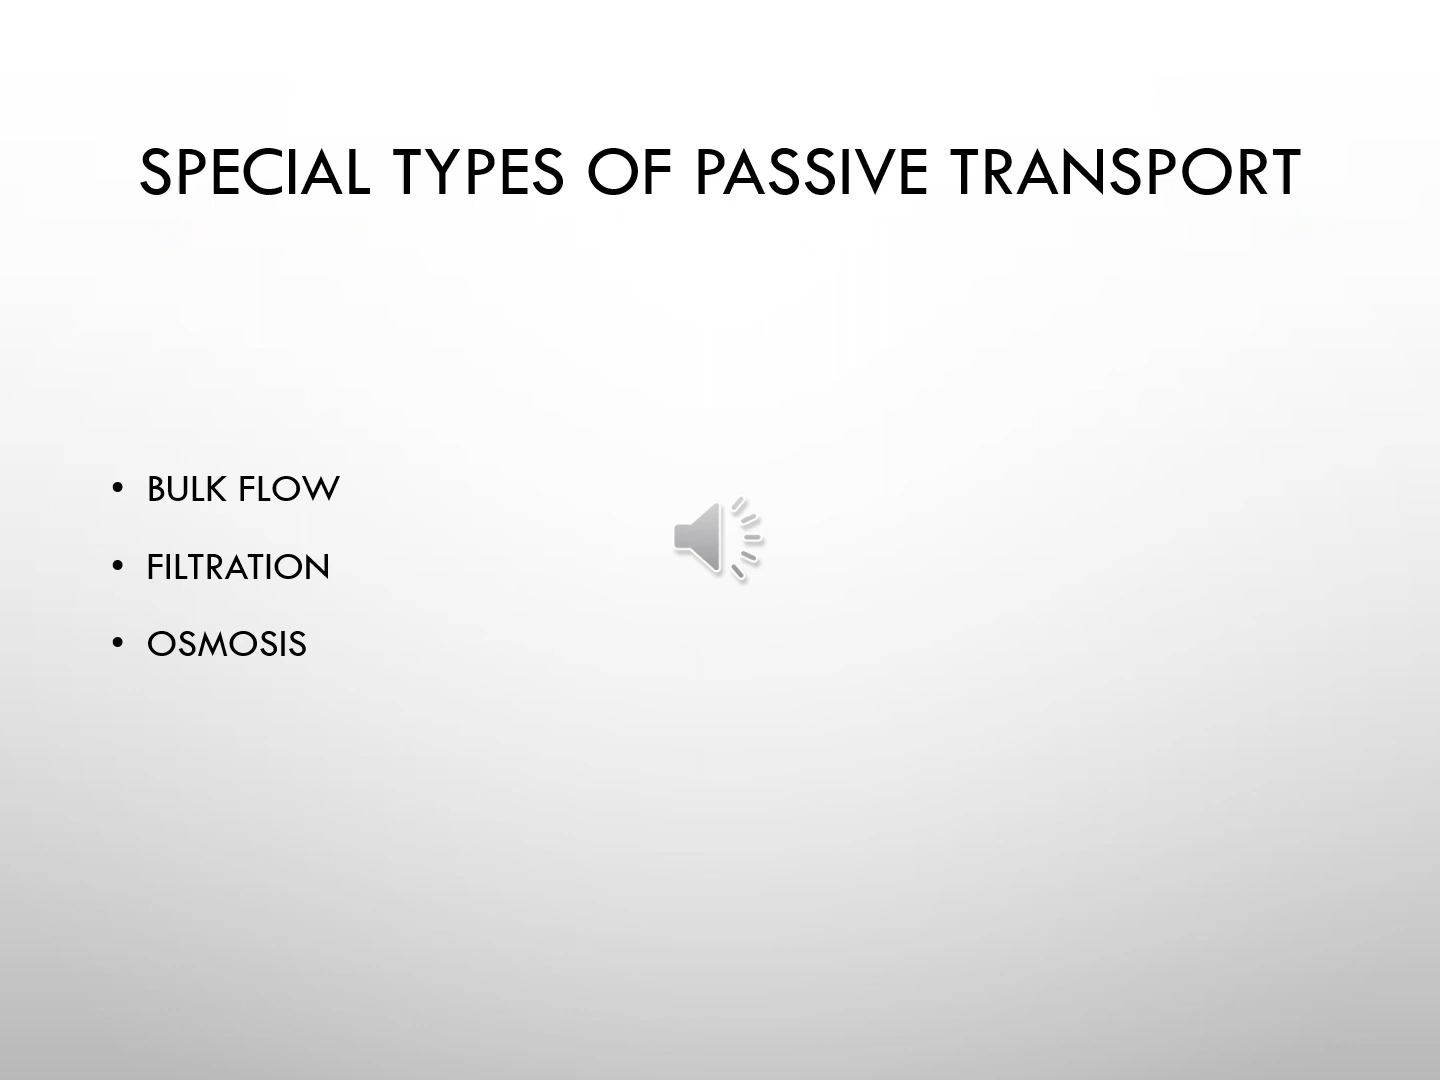 SPECIAL TYPES OF PASSIVE TRANSPORT
• BULK FLOW
• FILTRATION
• OSMOSIS